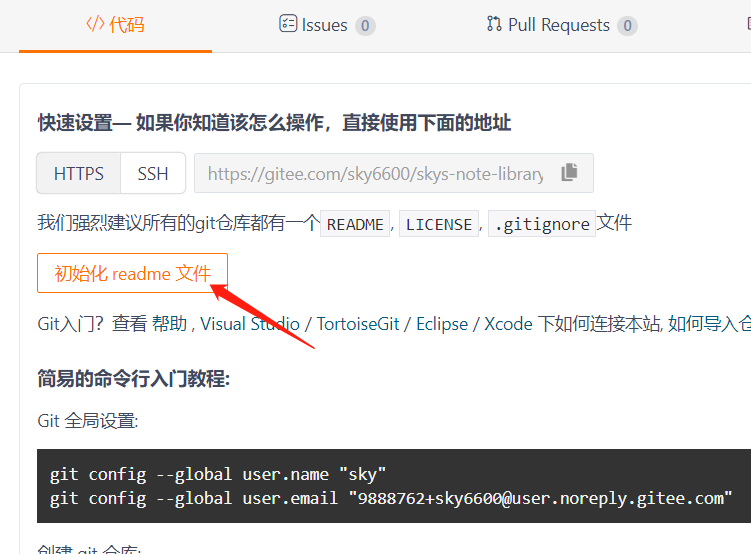 代码 Issues 0 Pull Requests 0
快速设置— 如果你知道该怎么操作，直接使用下面的地址
HTTPS SSH https://gitee.com/sky6600/skys-note-library
我们强烈建议所有的git仓库都有一个 README , LICENSE , .gitignore 文件
初始化 readme 文件
Git入门？查看 帮助 , Visual Studio / TortoiseGit / Eclipse / Xcode 下如何连接本站, 如何导入仓
简易的命令行入门教程:
Git 全局设置:
git config --global user.name "sky"
git config --global user.email "9888762+sky6600@user.noreply.gitee.com"
创建 git 仓库: